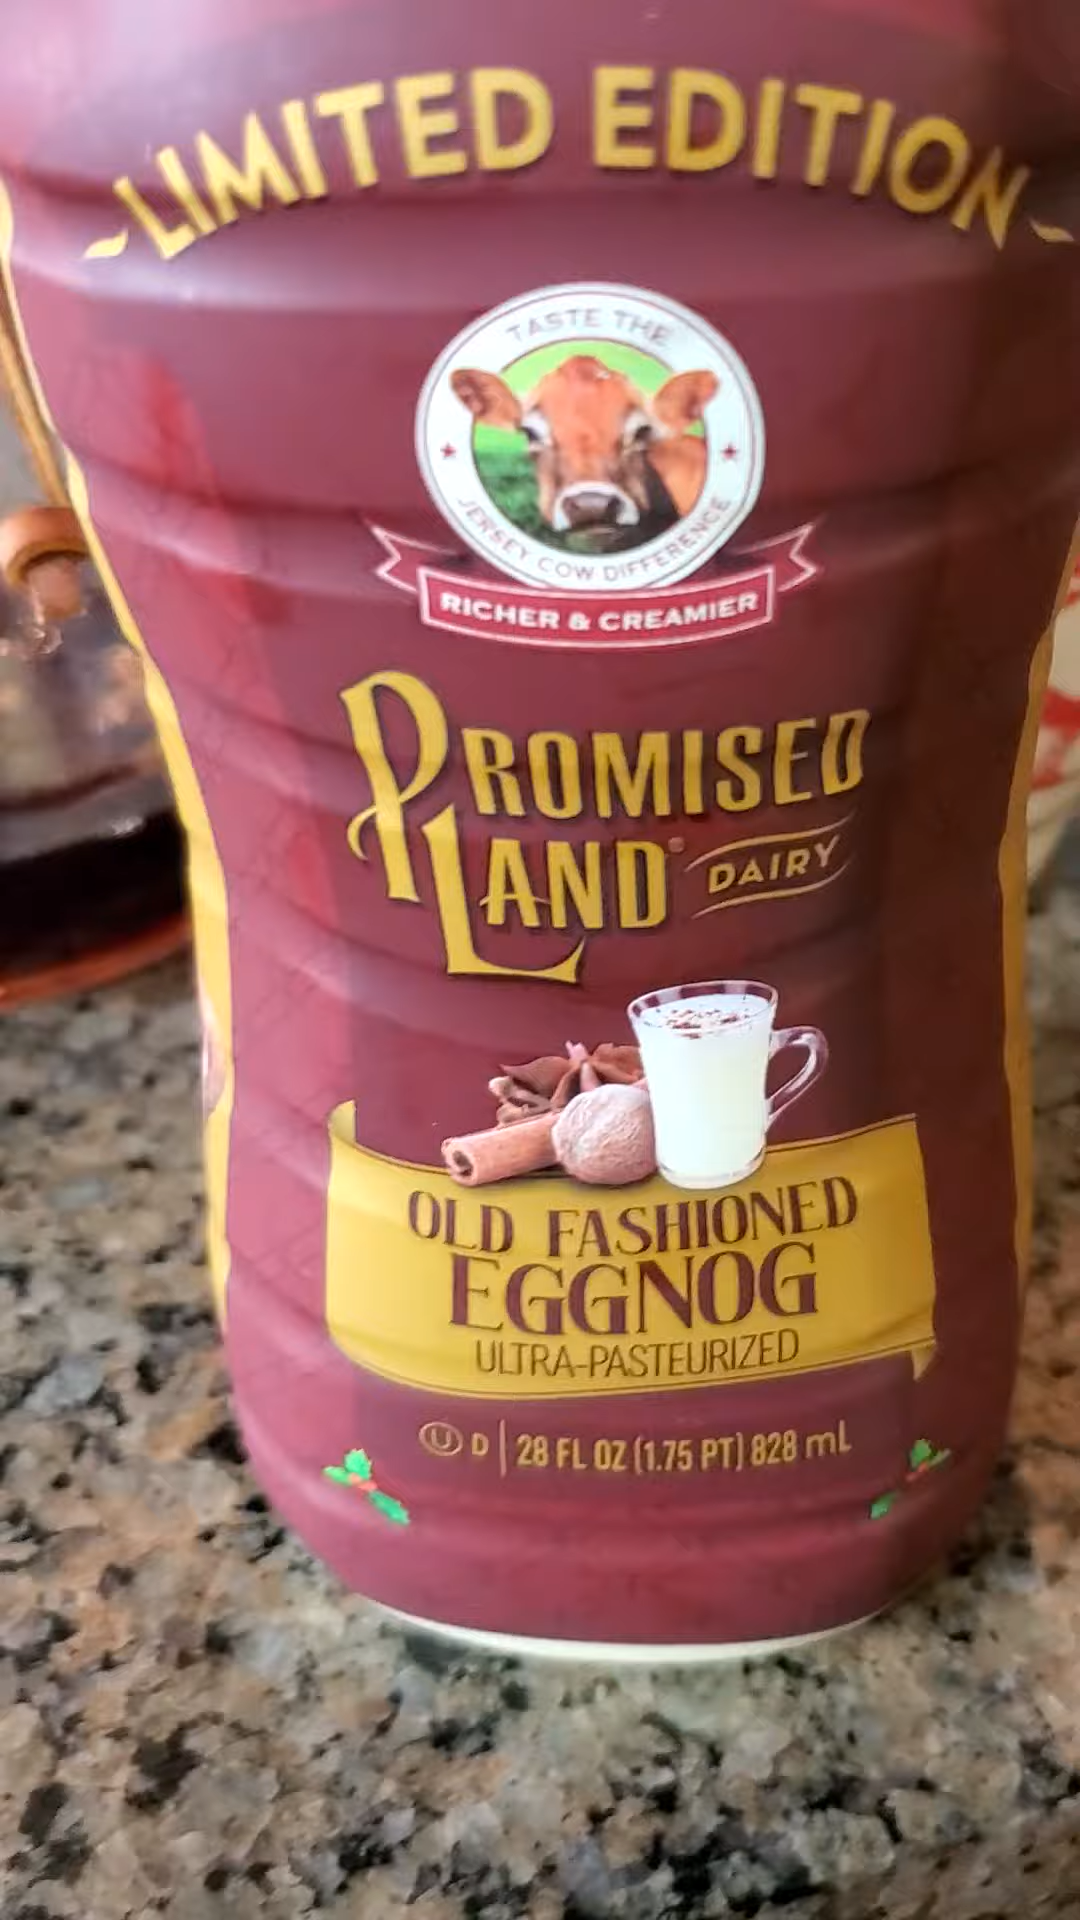 ~LIMITED EDITION~
TASTE THE
JERSEY COW DIFFERENCE
RICHER & CREAMIER
PROMISED
LAND® DAIRY
OLD FASHIONED
EGGNOG
ULTRA-PASTEURIZED
Ⓤ D | 28 FL OZ (1.75 PT) 828 mL